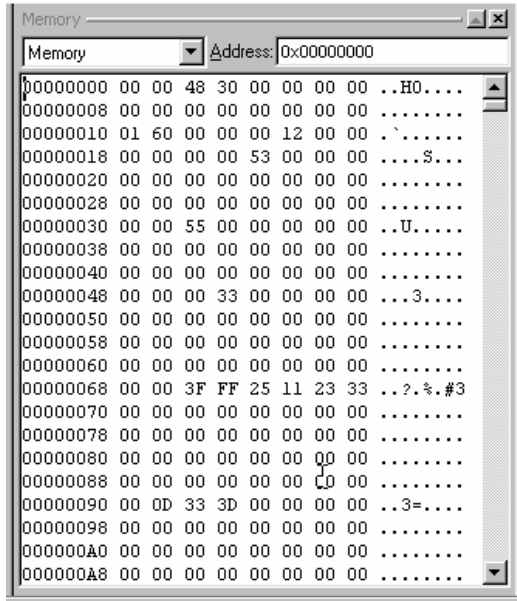 Memory
Memory Address: 0x00000000
00000000 00 00 48 30 00 00 00 00 ..H0....
00000008 00 00 00 00 00 00 00 00 ........
00000010 01 60 00 00 00 12 00 00 .`......
00000018 00 00 00 00 53 00 00 00 ....S...
00000020 00 00 00 00 00 00 00 00 ........
00000028 00 00 00 00 00 00 00 00 ........
00000030 00 00 55 00 00 00 00 00 ..U.....
00000038 00 00 00 00 00 00 00 00 ........
00000040 00 00 00 00 00 00 00 00 ........
00000048 00 00 00 33 00 00 00 00 ...3....
00000050 00 00 00 00 00 00 00 00 ........
00000058 00 00 00 00 00 00 00 00 ........
00000060 00 00 00 00 00 00 00 00 ........
00000068 00 00 3F FF 25 11 23 33 ..?.%.#3
00000070 00 00 00 00 00 00 00 00 ........
00000078 00 00 00 00 00 00 00 00 ........
00000080 00 00 00 00 00 00 00 00 ........
00000088 00 00 00 00 00 00 00 00 ........
00000090 00 0D 33 3D 00 00 00 00 ..3=....
00000098 00 00 00 00 00 00 00 00 ........
000000A0 00 00 00 00 00 00 00 00 ........
000000A8 00 00 00 00 00 00 00 00 ........